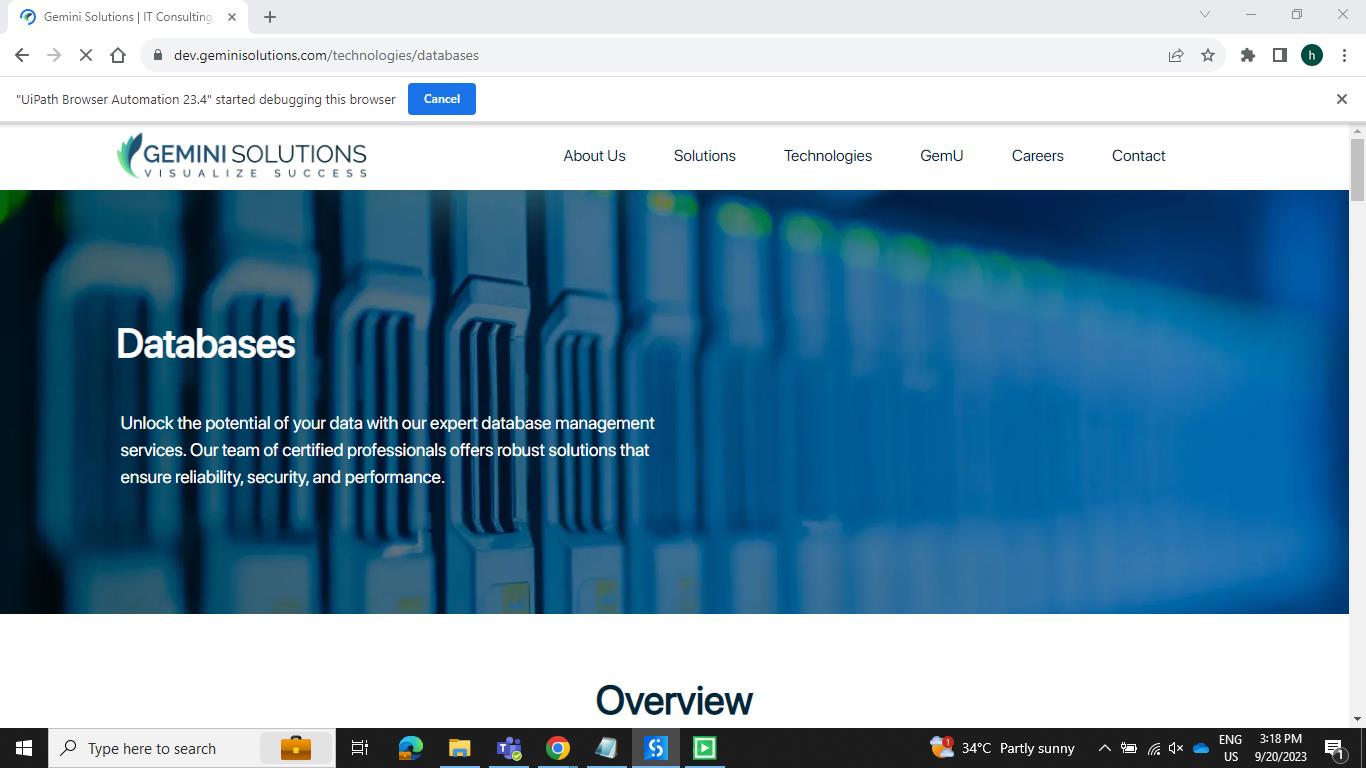 Gemini Solutions | IT Consulting
dev.geminisolutions.com/technologies/databases
h
"UiPath Browser Automation 23.4" started debugging this browser
Cancel
GEMINI SOLUTIONS
VISUALIZE SUCCESS
About Us
Solutions
Technologies
GemU
Careers
Contact
Databases
Unlock the potential of your data with our expert database management
services. Our team of certified professionals offers robust solutions that
ensure reliability, security, and performance.
Overview
Type here to search
1
34°C Partly sunny
ENG
US
3:18 PM
9/20/2023
1